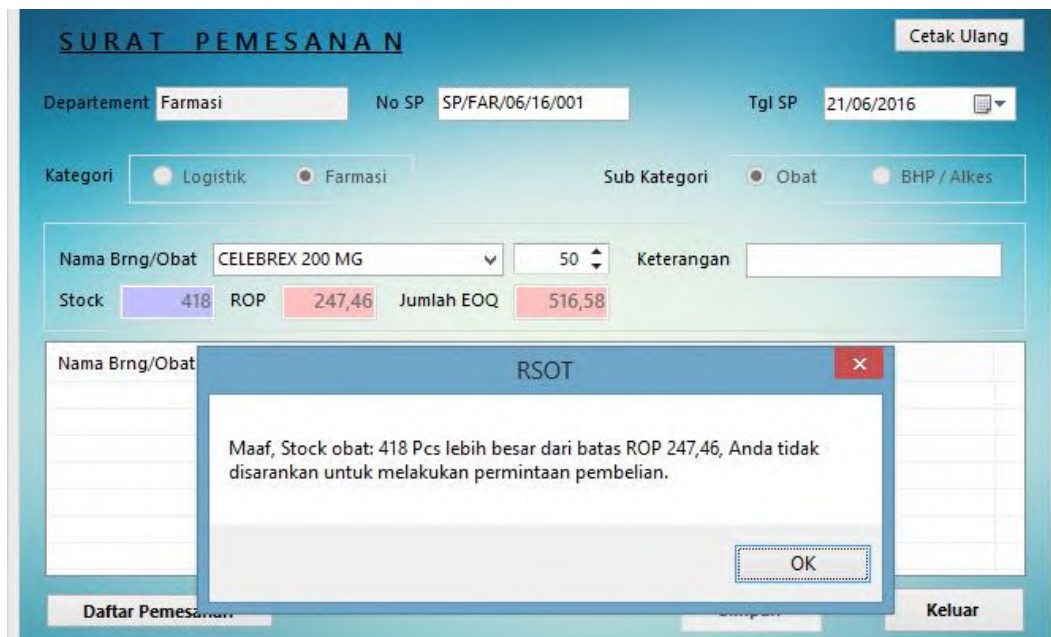 SURAT PEMESANAN
Cetak Ulang
Departement Farmasi No SP SP/FAR/06/16/001 Tgl SP 21/06/2016
Kategori Logistik Farmasi Sub Kategori Obat BHP / Alkes
Nama Brng/Obat CELEBREX 200 MG 50 Keterangan
Stock 418 ROP 247,46 Jumlah EOQ 516,58
Nama Brng/Obat
RSOT
Maaf, Stock obat: 418 Pcs lebih besar dari batas ROP 247,46, Anda tidak
disarankan untuk melakukan permintaan pembelian.
OK
Daftar Pemesanan Keluar